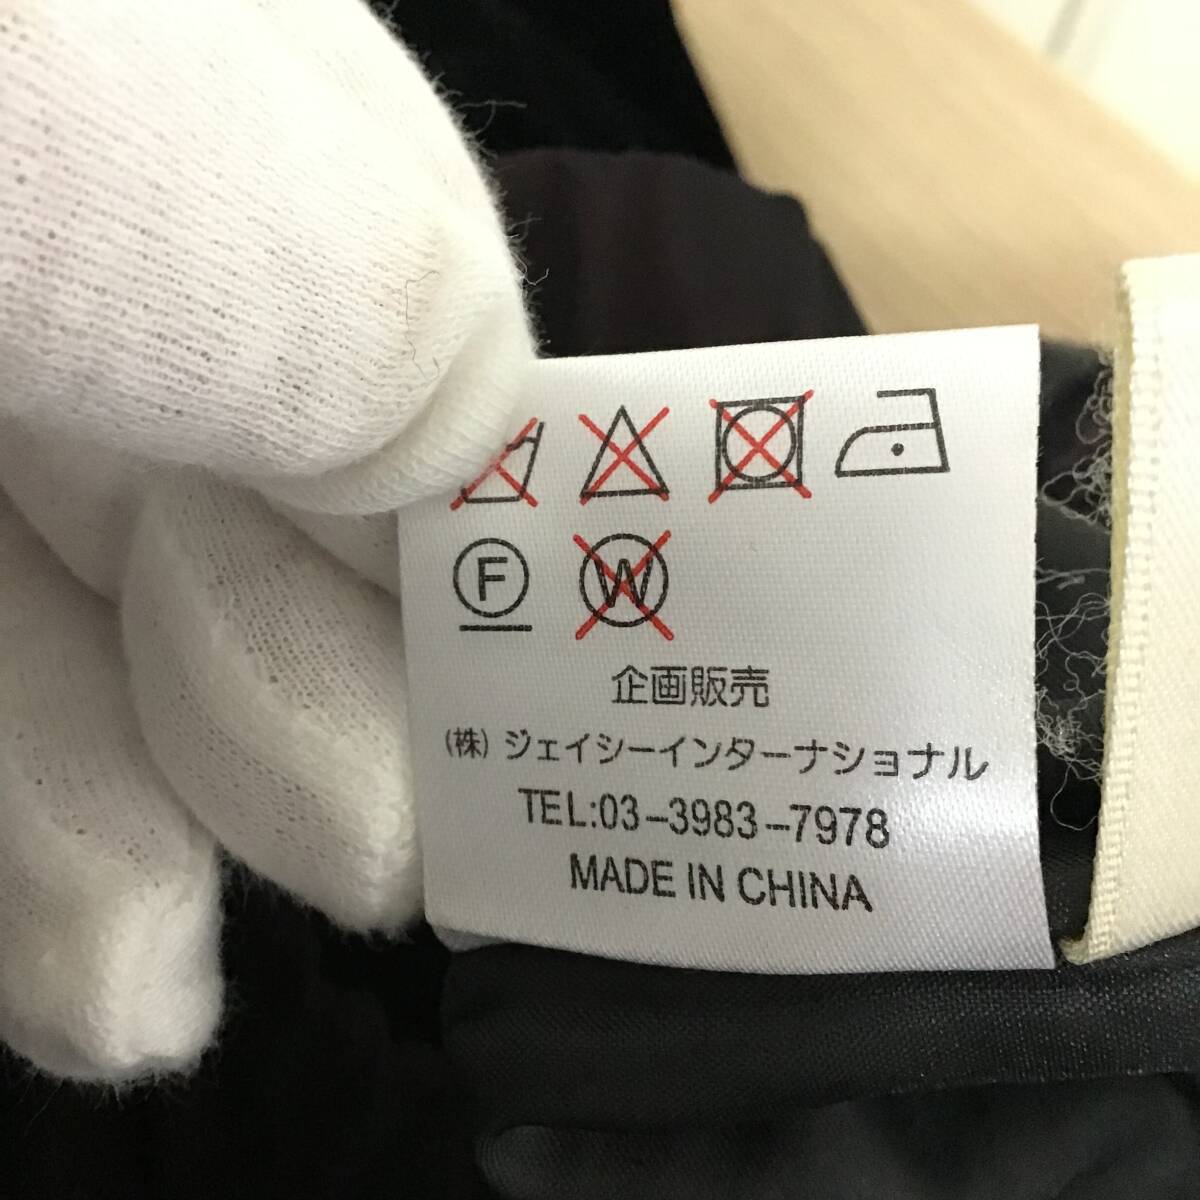 F W
企画販売
(株) ジェイシーインターナショナル
TEL:03-3983-7978
MADE IN CHINA